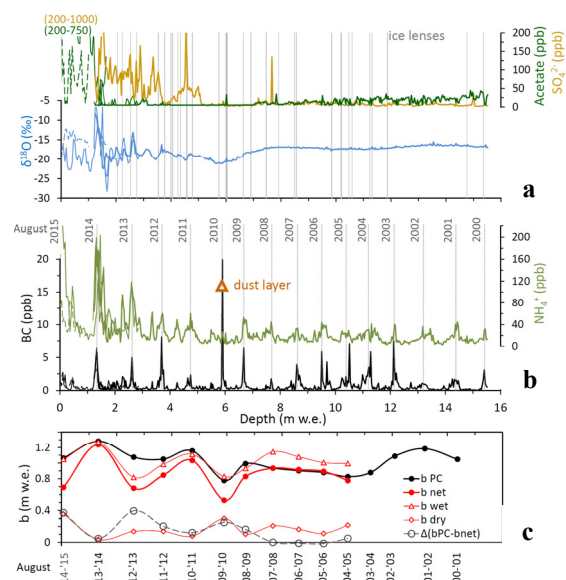 (200-1000)
(200-750)
ice lenses
200
150
100
50
0
Acetate (ppb)
SO₄²⁻ (ppb)
-5
-10
-15
-20
-25
-30
δ¹⁸O (‰)
a
August
2015
2014
2013
2012
2011
2010
2009
2008
2007
2006
2005
2004
2003
2002
2001
2000
20
15
10
5
0
BC (ppb)
dust layer
200
160
120
80
40
0
NH₄⁺ (ppb)
b
0 2 4 6 8 10 12 14 16
Depth (m w.e.)
1.2
0.8
0.4
0
b (m w.e.)
b PC
b net
b wet
b dry
Δ(bPC-bnet)
c
August
14-15
13-14
12-13
11-12
10-11
09-10
08-09
07-08
06-07
05-06
04-05
03-04
02-03
01-02
00-01